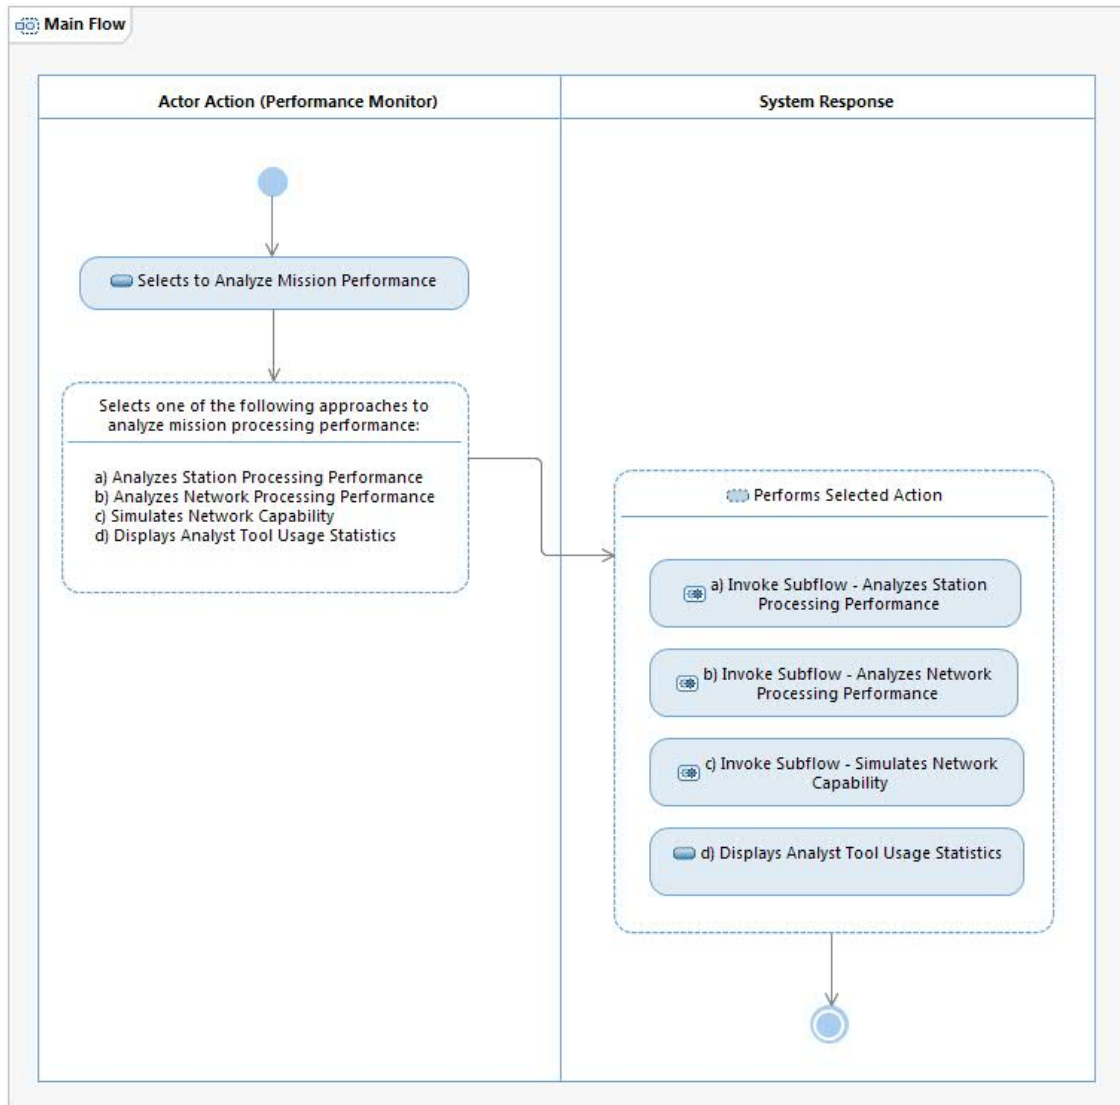 Main Flow
Actor Action (Performance Monitor)
System Response
Selects to Analyze Mission Performance
Selects one of the following approaches to
analyze mission processing performance:
a) Analyzes Station Processing Performance
b) Analyzes Network Processing Performance
c) Simulates Network Capability
d) Displays Analyst Tool Usage Statistics
Performs Selected Action
a) Invoke Subflow - Analyzes Station
Processing Performance
b) Invoke Subflow - Analyzes Network
Processing Performance
c) Invoke Subflow - Simulates Network
Capability
d) Displays Analyst Tool Usage Statistics